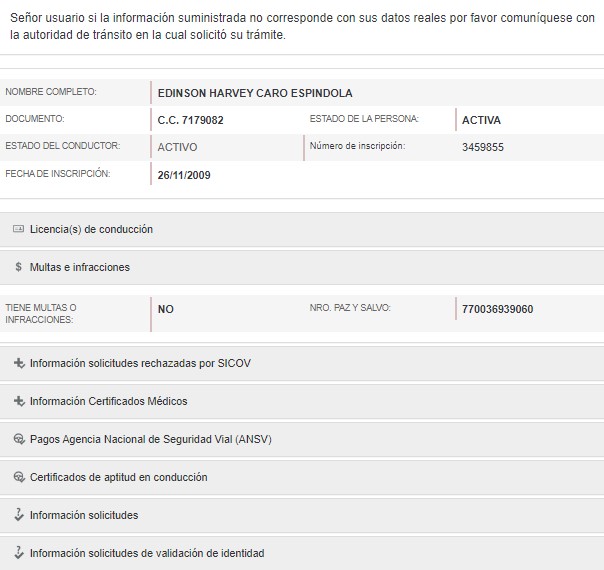 Señor usuario si la información suministrada no corresponde con sus datos reales por favor comuníquese con
la autoridad de tránsito en la cual solicitó su trámite.
NOMBRE COMPLETO: EDINSON HARVEY CARO ESPINDOLA
DOCUMENTO: C.C. 7179082 ESTADO DE LA PERSONA: ACTIVA
ESTADO DEL CONDUCTOR: ACTIVO Número de inscripción: 3459855
FECHA DE INSCRIPCIÓN: 26/11/2009
Licencia(s) de conducción
$ Multas e infracciones
TIENE MULTAS O
INFRACCIONES: NO NRO. PAZ Y SALVO: 770036939060
Información solicitudes rechazadas por SICOV
Información Certificados Médicos
Pagos Agencia Nacional de Seguridad Vial (ANSV)
Certificados de aptitud en conducción
Información solicitudes
Información solicitudes de validación de identidad